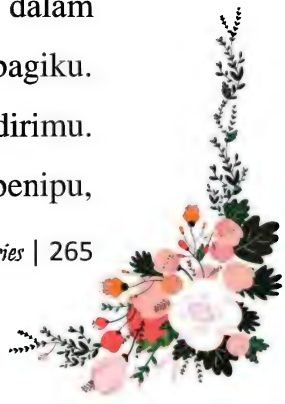 dalam
bagiku.
dirimu.
penipu,
ries | 265